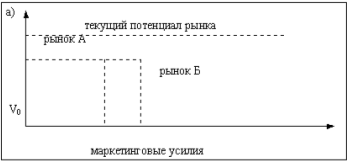 а)
текущий потенциал рынка
рынок А
рынок Б
V0
маркетинговые усилия